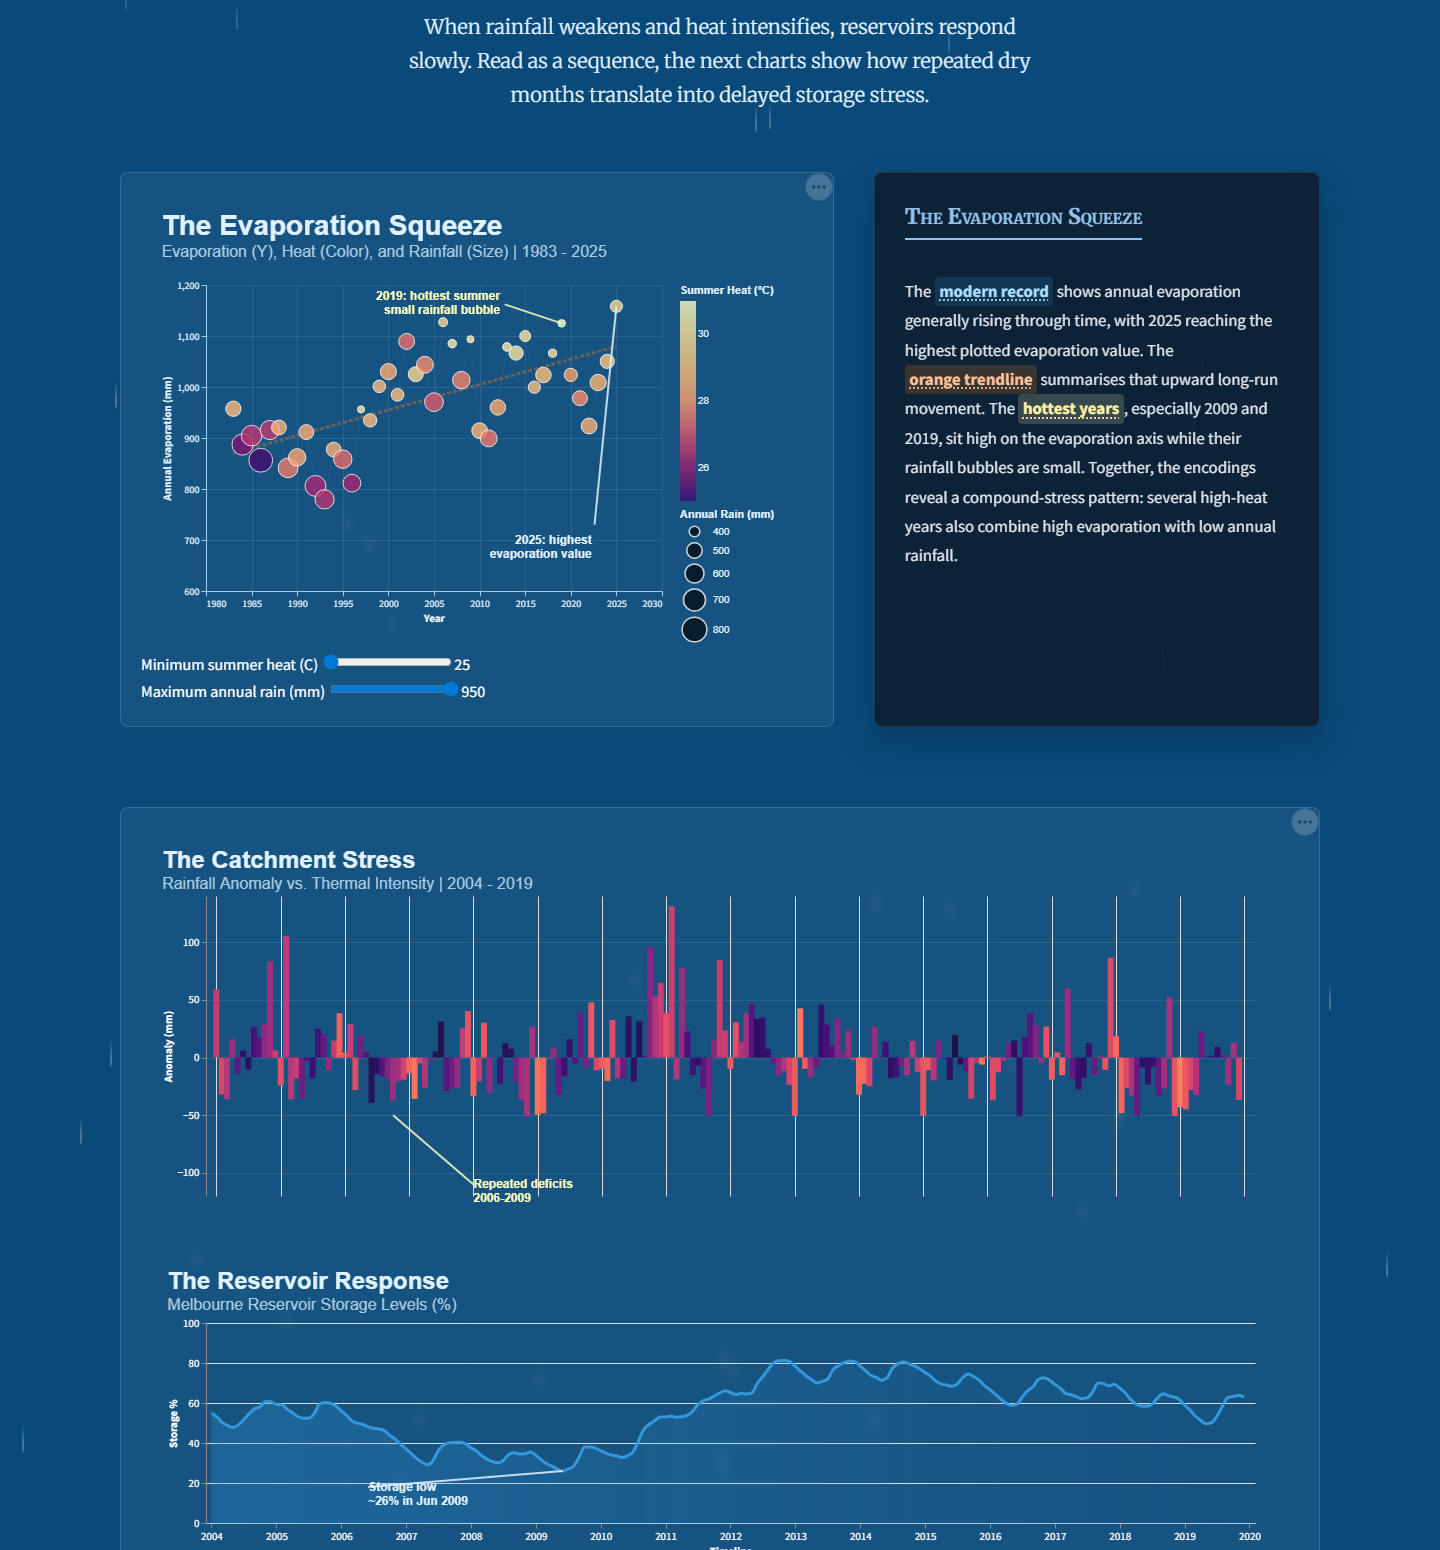 When rainfall weakens and heat intensifies, reservoirs respond
slowly. Read as a sequence, the next charts show how repeated dry
months translate into delayed storage stress.
The Evaporation Squeeze
Evaporation (Y), Heat (Color), and Rainfall (Size) | 1983 - 2025
1,200
1,100
1,000
900
800
700
600
Annual Evaporation (mm)
2019: hottest summer
small rainfall bubble
2025: highest
evaporation value
1980 1985 1990 1995 2000 2005 2010 2015 2020 2025 2030
Year
Summer Heat (°C)
30
28
26
Annual Rain (mm)
400
500
600
700
800
Minimum summer heat (C) 25
Maximum annual rain (mm) 950
The Evaporation Squeeze
The modern record shows annual evaporation
generally rising through time, with 2025 reaching the
highest plotted evaporation value. The
orange trendline summarises that upward long-run
movement. The hottest years, especially 2009 and
2019, sit high on the evaporation axis while their
rainfall bubbles are small. Together, the encodings
reveal a compound-stress pattern: several high-heat
years also combine high evaporation with low annual
rainfall.
The Catchment Stress
Rainfall Anomaly vs. Thermal Intensity | 2004 - 2019
100
50
0
−50
−100
Anomaly (mm)
Repeated deficits
2006-2009
The Reservoir Response
Melbourne Reservoir Storage Levels (%)
100
80
60
40
20
0
Storage %
Storage low
~26% in Jun 2009
2004 2005 2006 2007 2008 2009 2010 2011 2012 2013 2014 2015 2016 2017 2018 2019 2020
Timeline